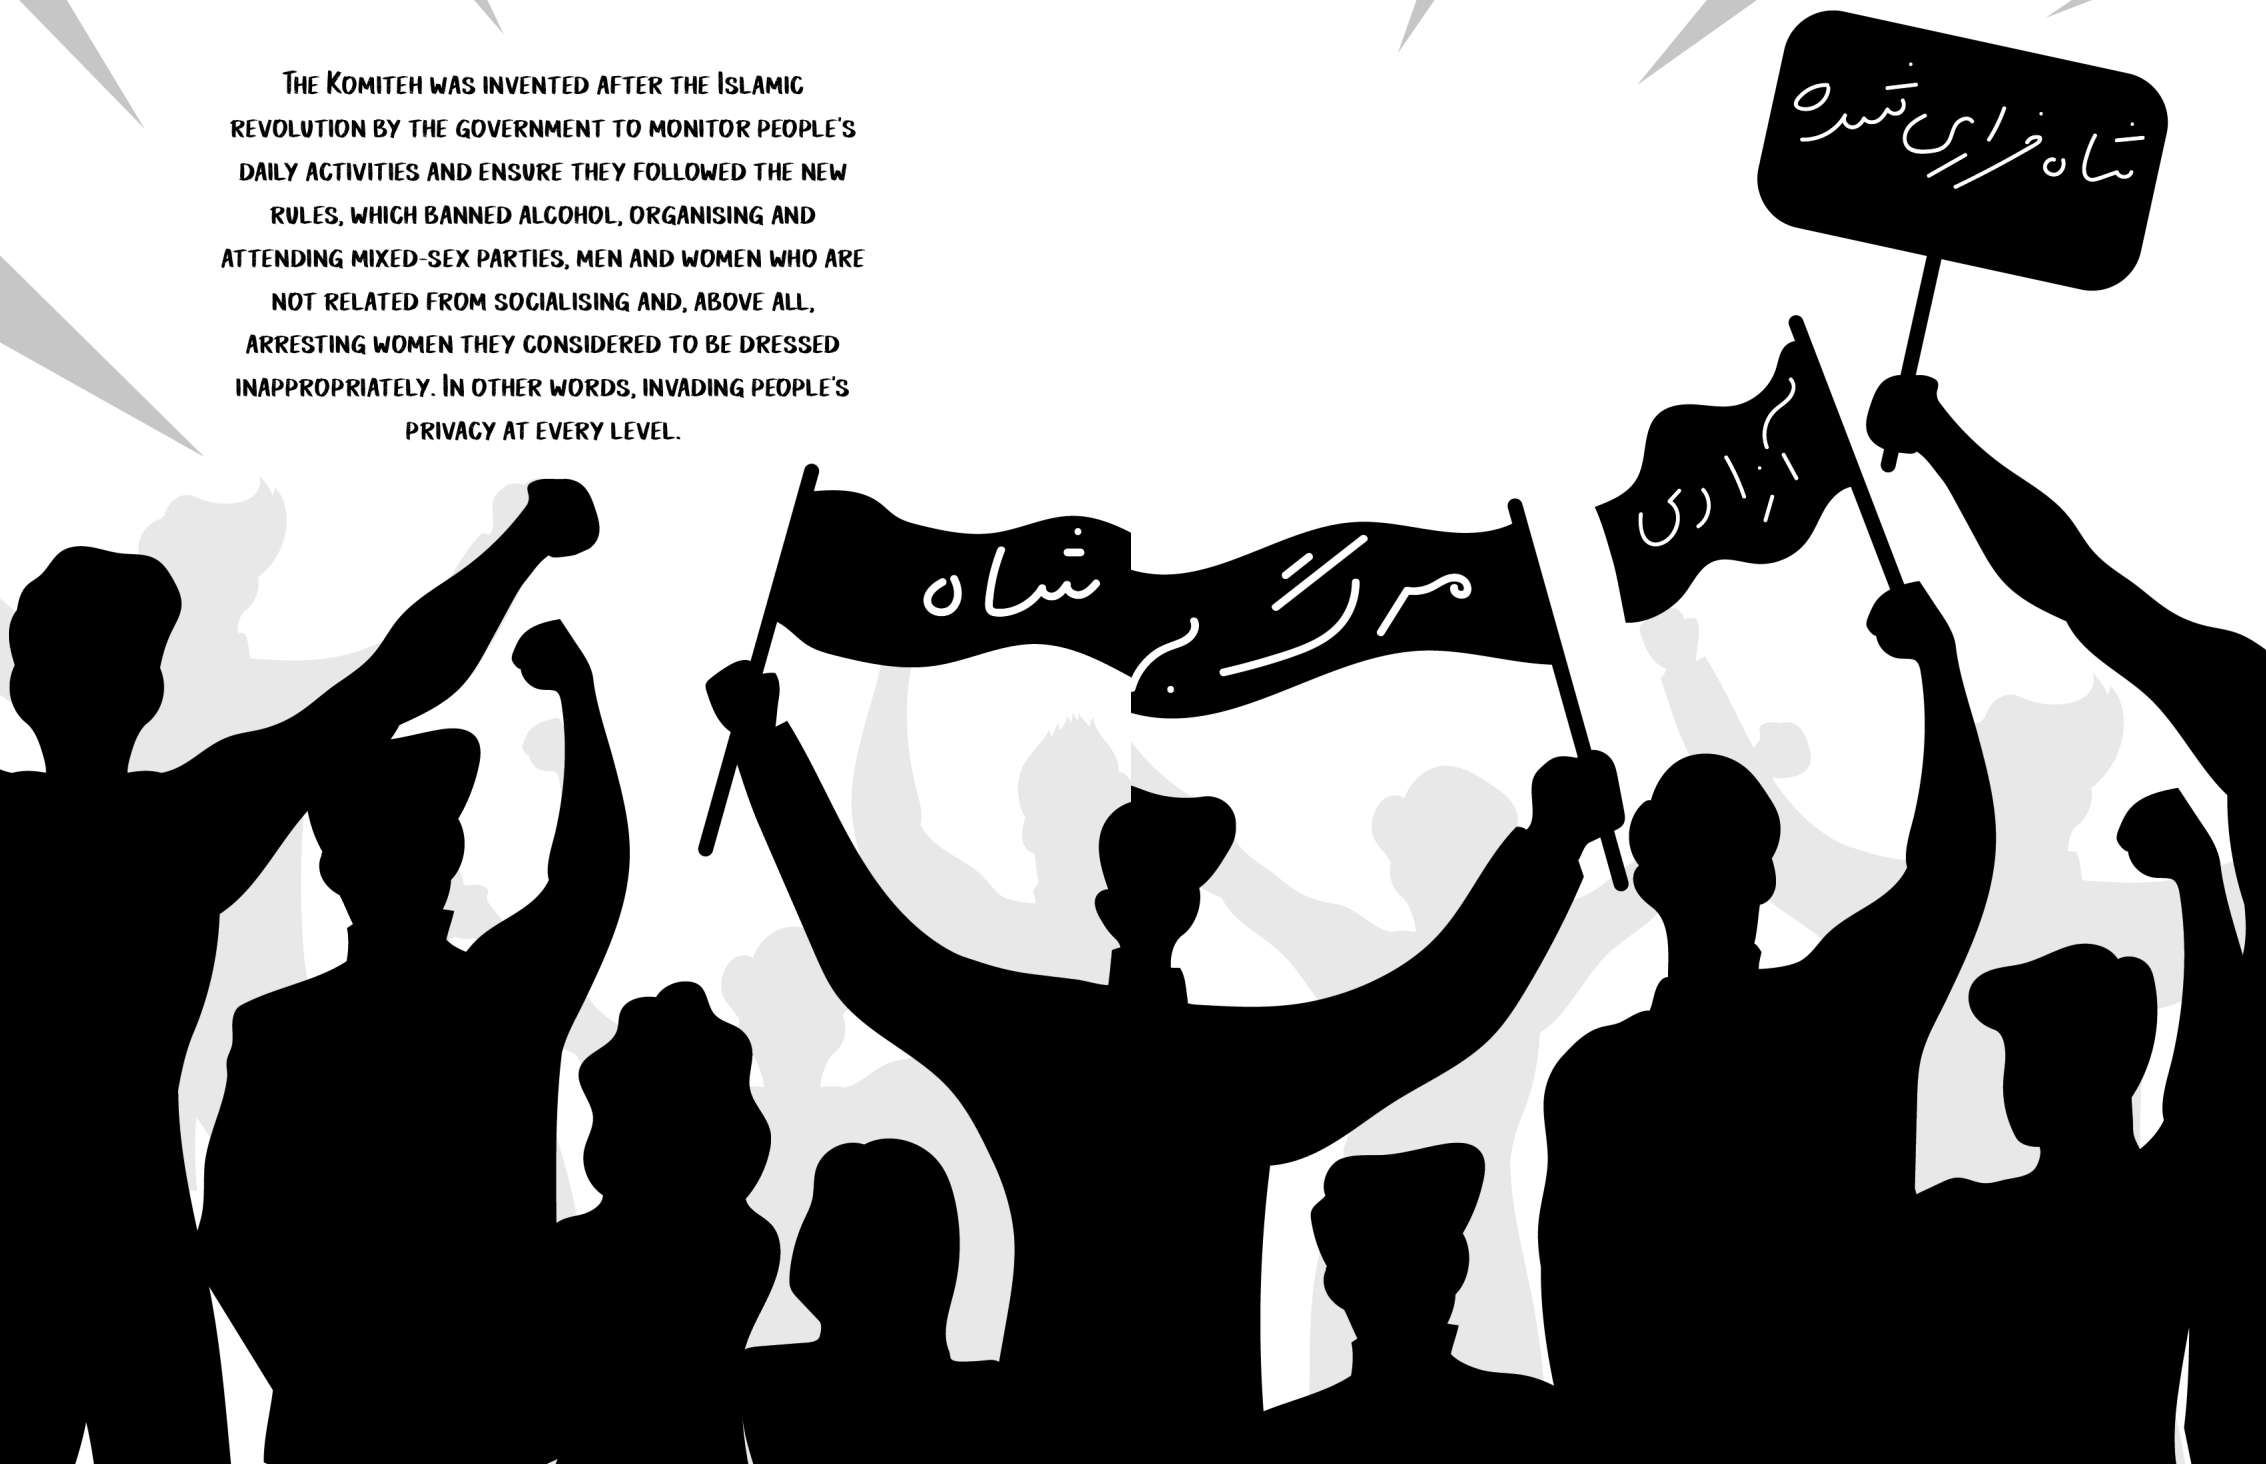 The Komiteh was invented after the Islamic
revolution by the government to monitor people's
daily activities and ensure they followed the new
rules, which banned alcohol, organising and
attending mixed-sex parties, men and women who are
not related from socialising and, above all,
arresting women they considered to be dressed
inappropriately. In other words, invading people's
privacy at every level.
شاه فراری شده
آزادی
مرگ بر شاه